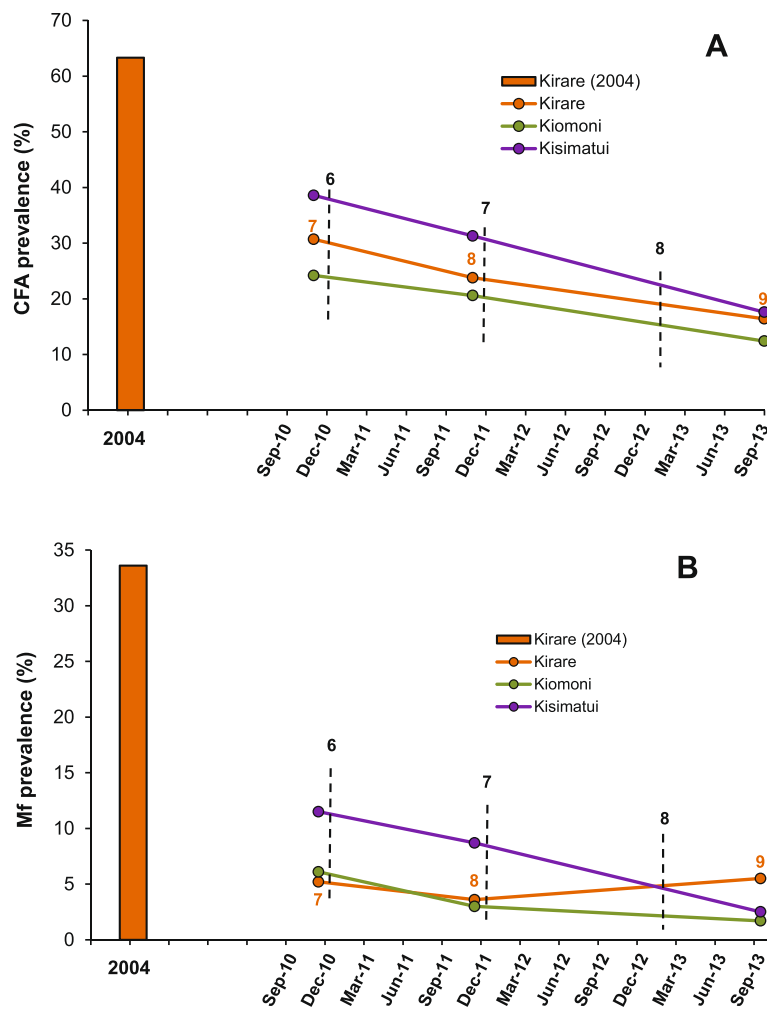 A
CFA prevalence (%)
70
60
50
40
30
20
10
0
Kirare (2004)
Kirare
Kiomoni
Kisimatui
6
7
7
8
8
9
2004
Sep-10
Dec-10
Mar-11
Jun-11
Sep-11
Dec-11
Mar-12
Jun-12
Sep-12
Dec-12
Mar-13
Jun-13
Sep-13
B
Mf prevalence (%)
35
30
25
20
15
10
5
0
Kirare (2004)
Kirare
Kiomoni
Kisimatui
6
7
8
7
8
9
2004
Sep-10
Dec-10
Mar-11
Jun-11
Sep-11
Dec-11
Mar-12
Jun-12
Sep-12
Dec-12
Mar-13
Jun-13
Sep-13